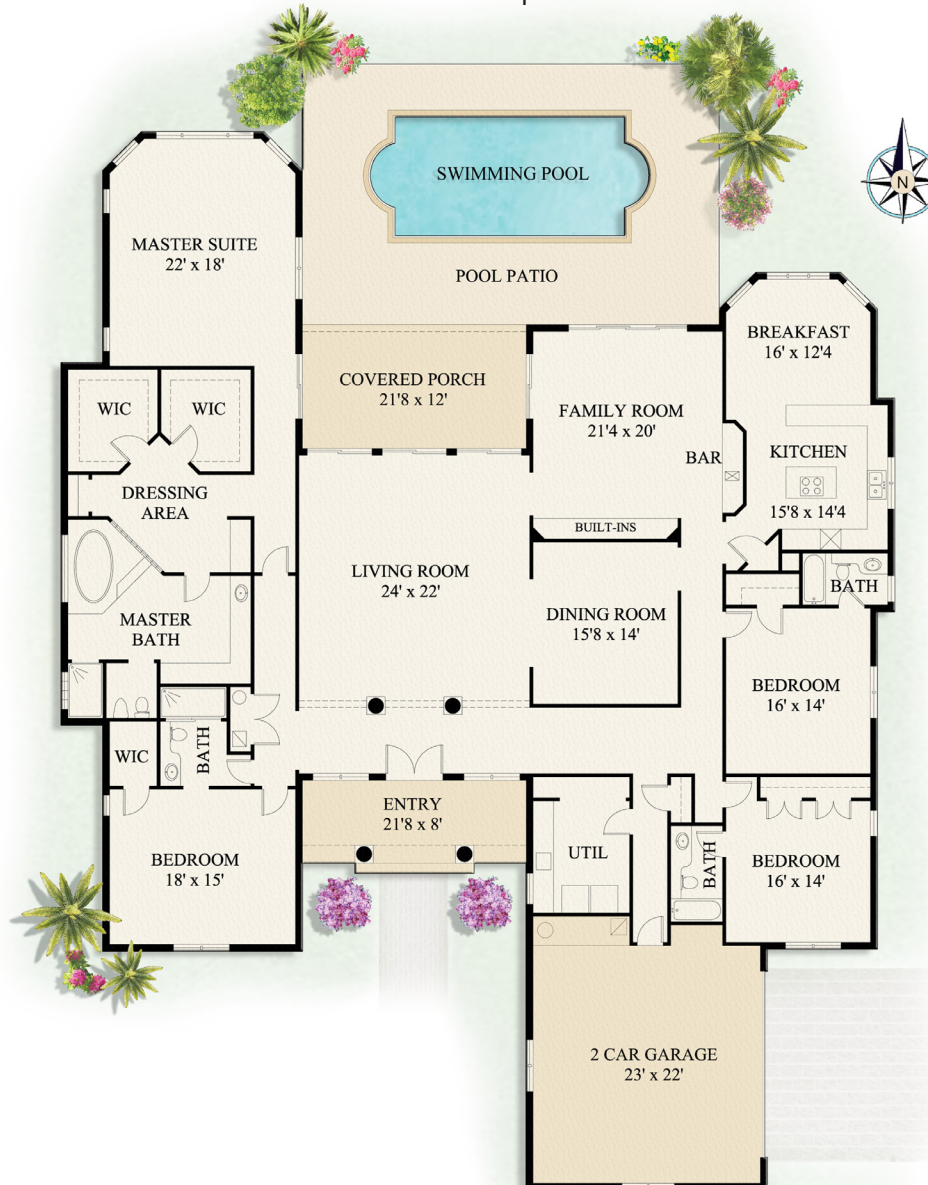 SWIMMING POOL
N
MASTER SUITE
22' x 18'
POOL PATIO
BREAKFAST
16' x 12'4
COVERED PORCH
21'8 x 12'
WIC
WIC
FAMILY ROOM
21'4 x 20'
BAR
KITCHEN
15'8 x 14'4
DRESSING
AREA
BUILT-INS
LIVING ROOM
24' x 22'
BATH
DINING ROOM
15'8 x 14'
MASTER
BATH
BEDROOM
16' x 14'
WIC
BATH
ENTRY
21'8 x 8'
BEDROOM
18' x 15'
UTIL
BATH
BEDROOM
16' x 14'
2 CAR GARAGE
23' x 22'